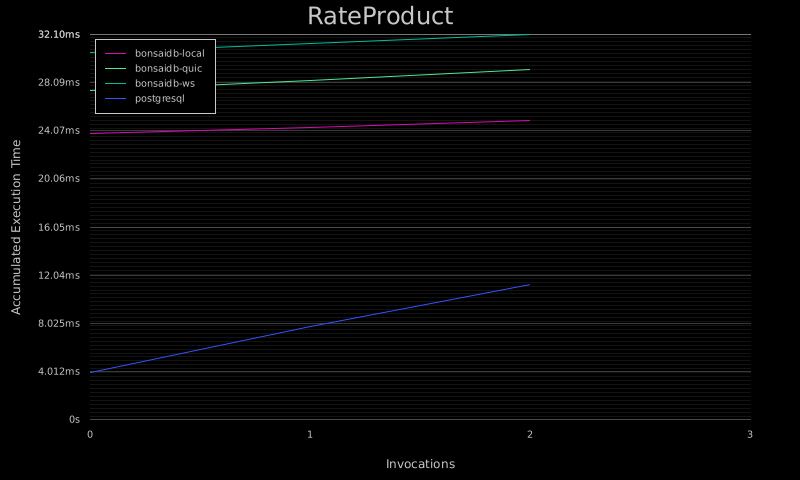 RateProduct
32.10ms
bonsaidb-local
bonsaidb-quic
28.09ms
bonsaidb-ws
postgresql
24.07ms
20.06ms
16.05ms
12.04ms
8.025ms
4.012ms
0s
Accumulated Execution Time
0 1 2 3
Invocations